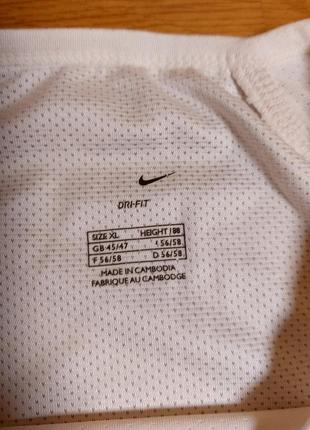 DRI-FIT
SIZE XL HEIGHT/188
GB 45/47 I 56/58
F 56/58 D 56/58
MADE IN CAMBODIA
FABRIQUE AU CAMBODGE